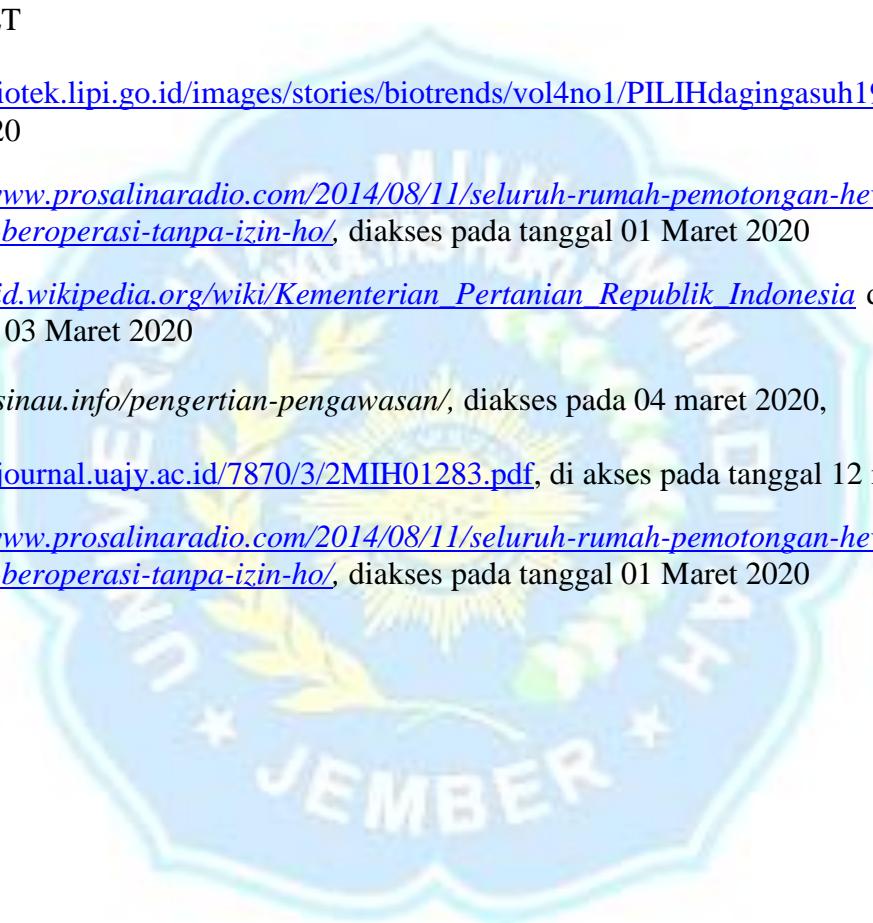 ET
iotek.lipi.go.id/images/stories/biotrends/vol4no1/PILIHdagingasuh19
20
www.prosalinaradio.com/2014/08/11/seluruh-rumah-pemotongan-he
beroperasi-tanpa-izin-ho/, diakses pada tanggal 01 Maret 2020
id.wikipedia.org/wiki/Kementerian_Pertanian_Republik_Indonesia
03 Maret 2020
sinau.info/pengertian-pengawasan/, diakses pada 04 maret 2020,
journal.uajy.ac.id/7870/3/2MIH01283.pdf, di akses pada tanggal 12
www.prosalinaradio.com/2014/08/11/seluruh-rumah-pemotongan-he
beroperasi-tanpa-izin-ho/, diakses pada tanggal 01 Maret 2020
JEMBER